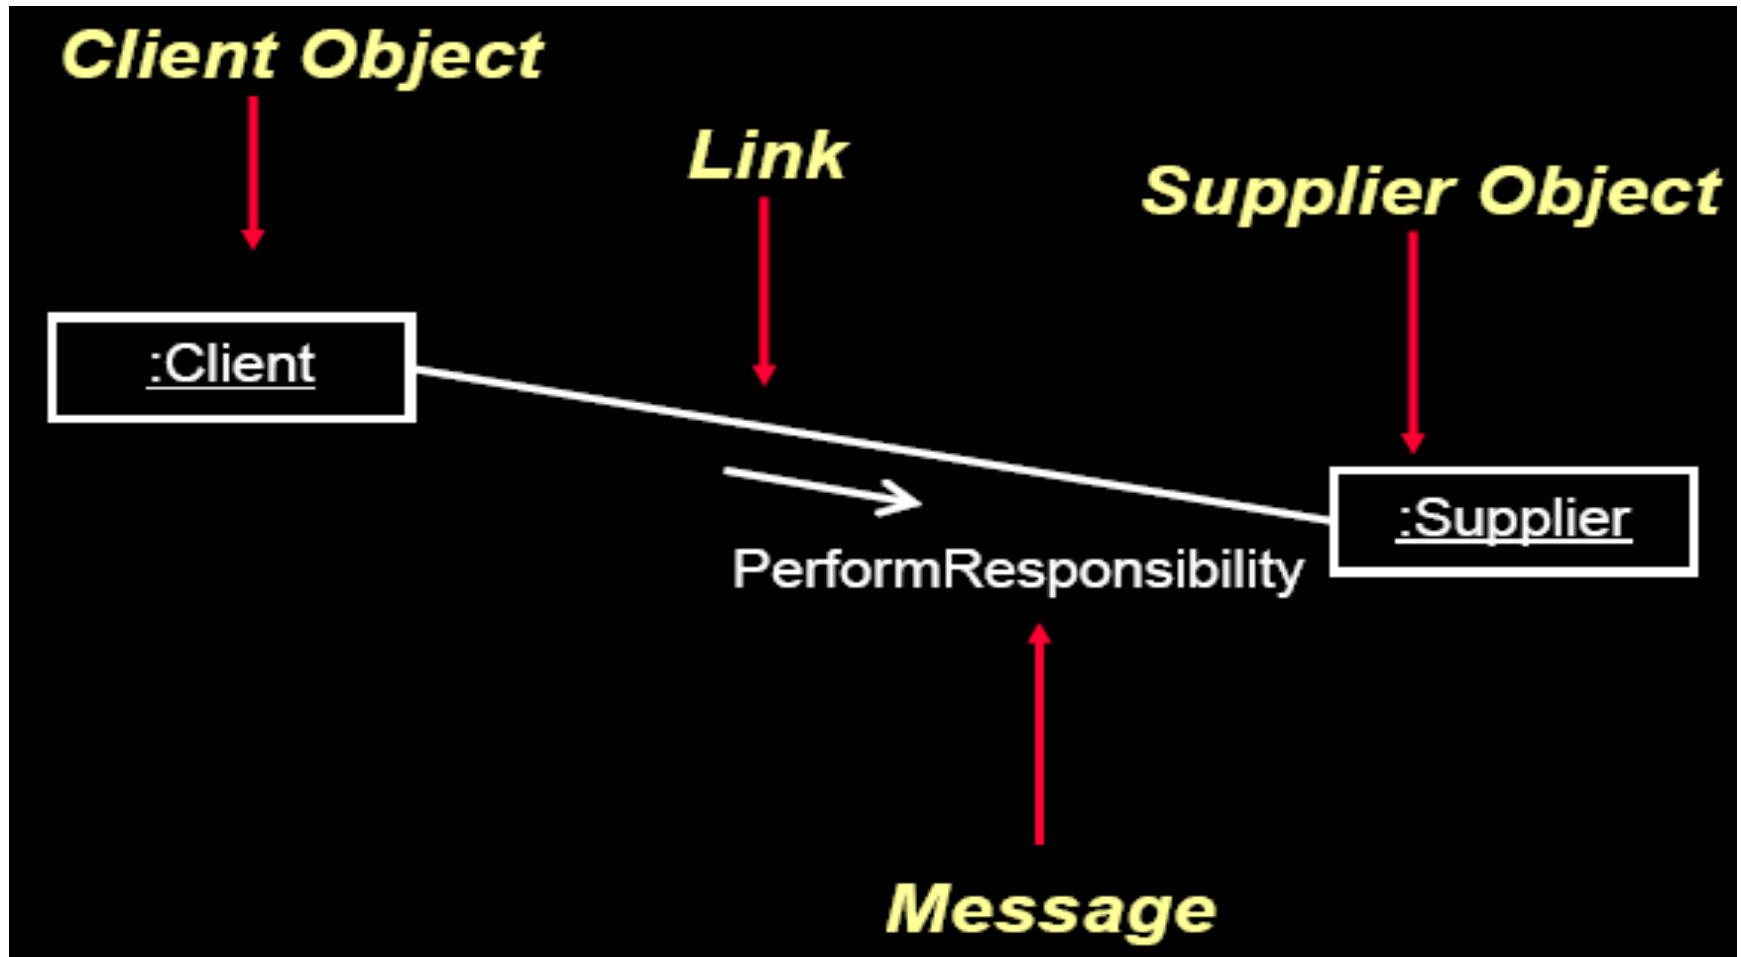 Client Object
Link
Supplier Object
:Client
:Supplier
PerformResponsibility
Message